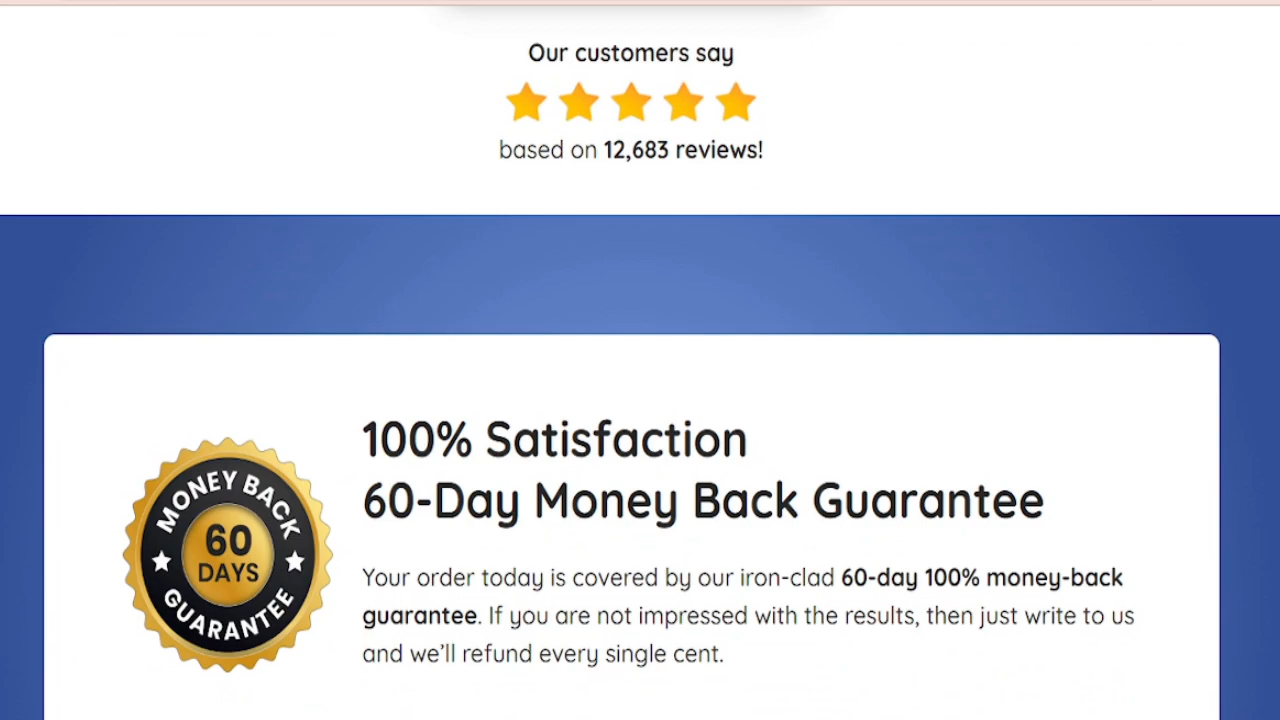 Our customers say
based on 12,683 reviews!
100% Satisfaction
60-Day Money Back Guarantee
MONEY BACK
60
DAYS
GUARANTEE
Your order today is covered by our iron-clad 60-day 100% money-back
guarantee. If you are not impressed with the results, then just write to us
and we’ll refund every single cent.